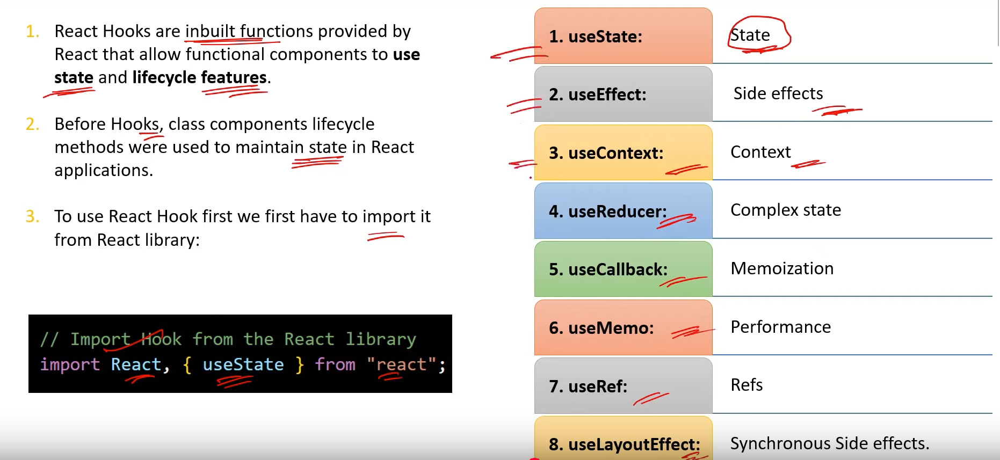 1. React Hooks are inbuilt functions provided by
React that allow functional components to use
state and lifecycle features.
2. Before Hooks, class components lifecycle
methods were used to maintain state in React
applications.
3. To use React Hook first we first have to import it
from React library:
// Import Hook from the React library
import React, { useState } from "react";
1. useState: State
2. useEffect: Side effects
3. useContext: Context
4. useReducer: Complex state
5. useCallback: Memoization
6. useMemo: Performance
7. useRef: Refs
8. useLayoutEffect: Synchronous Side effects.